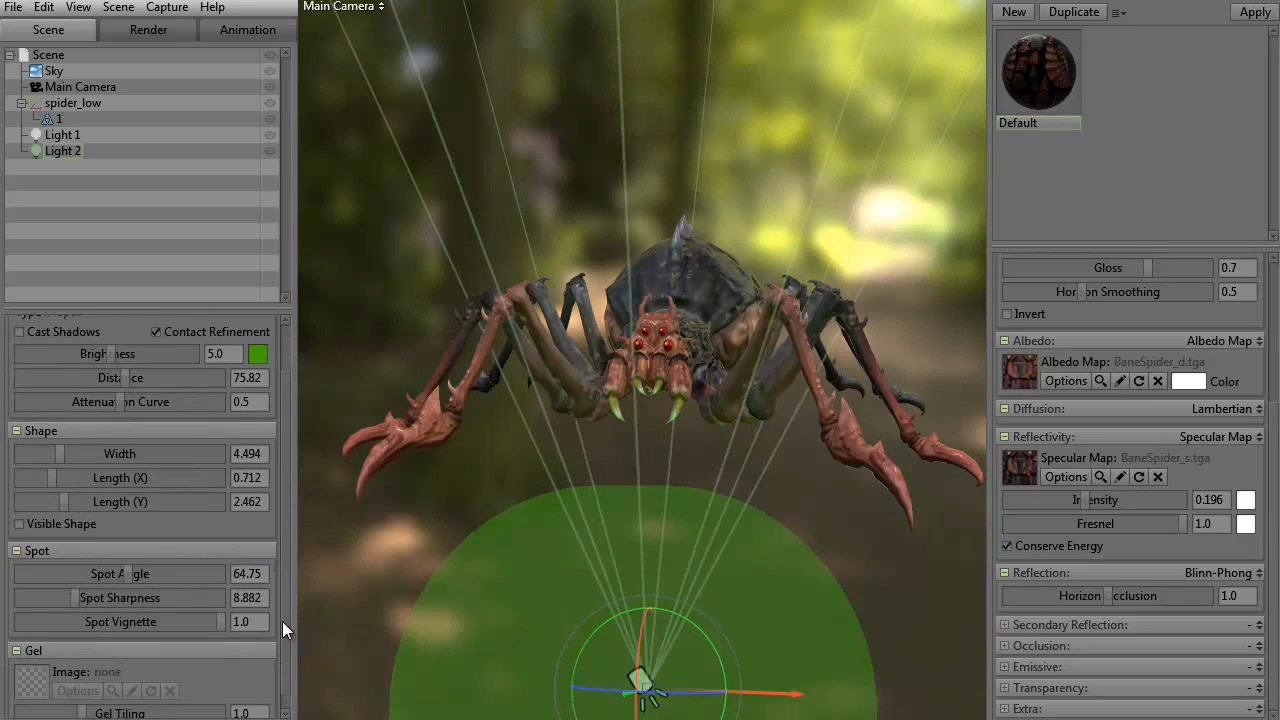 File Edit View Scene Capture Help
Scene Render Animation
Scene
Sky
Main Camera
spider_low
1
Light 1
Light 2
Cast Shadows Contact Refinement
Brightness 5.0
Distance 75.82
Attenuation Curve 0.5
Shape
Width 4.494
Length (X) 0.712
Length (Y) 2.462
Visible Shape
Spot
Spot Angle 64.75
Spot Sharpness 8.882
Spot Vignette 1.0
Gel
Image: none
Options
Gel Tiling 1.0
Main Camera
New Duplicate Apply
Default
Gloss 0.7
Horizon Smoothing 0.5
Invert
Albedo: Albedo Map
Albedo Map: BaneSpider_d.tga
Options Color
Diffusion: Lambertian
Reflectivity: Specular Map
Specular Map: BaneSpider_s.tga
Options
Intensity 0.196
Fresnel 1.0
Conserve Energy
Reflection: Blinn-Phong
Horizon Occlusion 1.0
Secondary Reflection: -
Occlusion: -
Emissive: -
Transparency: -
Extra: -